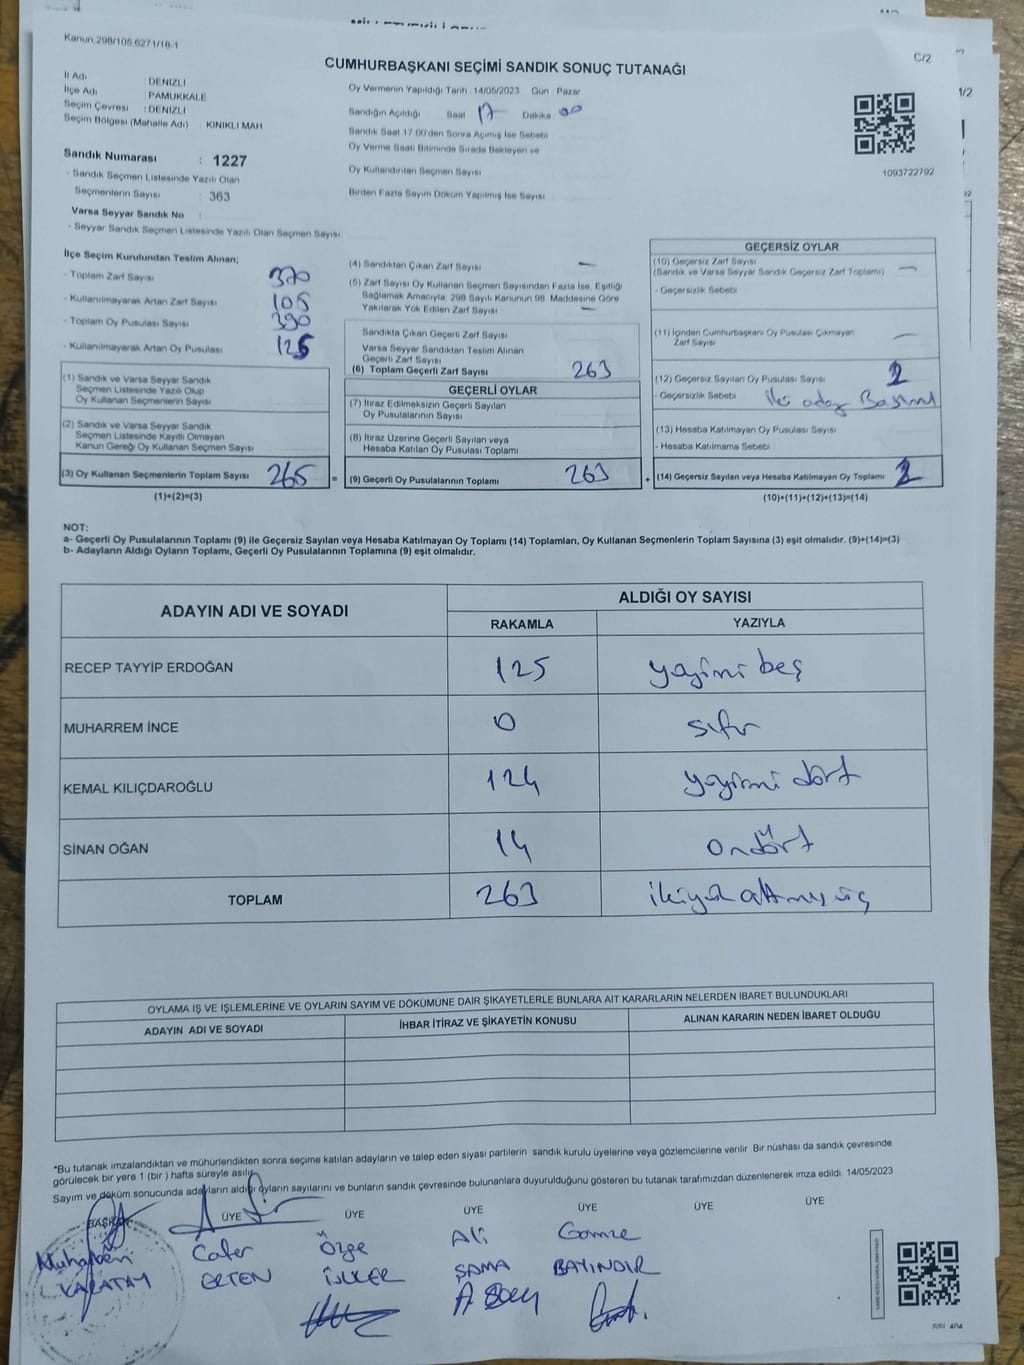 Kanun.298/105.6271/18-1
C/2
CUMHURBAŞKANI SEÇİMİ SANDIK SONUÇ TUTANAĞI
İl Adı DENİZLİ
İlçe Adı PAMUKKALE
Seçim Çevresi : DENİZLİ
Seçim Bölgesi (Mahalle Adı) : KINIKLI MAH
Oy Vermenin Yapıldığı Tarih 14/05/2023 Gün : Pazar
Sandığın Açıldığı Saat 17 Dakika 00
Sandık Saat 17.00'den Sonra Açılmış İse Sebebi
Oy Verme Saati Bitiminde Sırada Bekleyen ve
Oy Kullandırılan Seçmen Sayısı
Birden Fazla Sayım Döküm Yapılmış İse Sayısı
1093722792
Sandık Numarası : 1227
- Sandık Seçmen Listesinde Yazılı Olan
Seçmenlerin Sayısı : 363
Varsa Seyyar Sandık No :
- Seyyar Sandık Seçmen Listesinde Yazılı Olan Seçmen Sayısı
İlçe Seçim Kurulundan Teslim Alınan;
- Toplam Zarf Sayısı 370
- Kullanılmayarak Artan Zarf Sayısı 105
- Toplam Oy Pusulası Sayısı 390
- Kullanılmayarak Artan Oy Pusulası 125
(1) Sandık ve Varsa Seyyar Sandık
Seçmen Listesinde Yazılı Olup
Oy Kullanan Seçmenlerin Sayısı
(2) Sandık ve Varsa Seyyar Sandık
Seçmen Listesinde Kayıtlı Olmayan
Kanun Gereği Oy Kullanan Seçmen Sayısı
(3) Oy Kullanan Seçmenlerin Toplam Sayısı 265
(1)+(2)=(3)
(4) Sandıktan Çıkan Zarf Sayısı —
(5) Zarf Sayısı Oy Kullanan Seçmen Sayısından Fazla İse, Eşitliği
Sağlamak Amacıyla, 298 Sayılı Kanunun 98. Maddesine Göre
Yakılarak Yok Edilen Zarf Sayısı —
Sandıkta Çıkan Geçerli Zarf Sayısı
Varsa Seyyar Sandıktan Teslim Alınan
Geçerli Zarf Sayısı
(6) Toplam Geçerli Zarf Sayısı 263
GEÇERLİ OYLAR
(7) İtiraz Edilmeksizin Geçerli Sayılan
Oy Pusulalarının Sayısı
(8) İtiraz Üzerine Geçerli Sayılan veya
Hesaba Katılan Oy Pusulası Toplamı
= (9) Geçerli Oy Pusulalarının Toplamı 263
GEÇERSİZ OYLAR
(10) Geçersiz Zarf Sayısı
(Sandık ve Varsa Seyyar Sandık Geçersiz Zarf Toplamı) —
- Geçersizlik Sebebi
(11) İçinden Cumhurbaşkanı Oy Pusulası Çıkmayan
Zarf Sayısı —
(12) Geçersiz Sayılan Oy Pusulası Sayısı 2
- Geçersizlik Sebebi iki aday Basımı
(13) Hesaba Katılmayan Oy Pusulası Sayısı
- Hesaba Katılmama Sebebi
+ (14) Geçersiz Sayılan veya Hesaba Katılmayan Oy Toplamı 2
(10)+(11)+(12)+(13)=(14)
NOT:
a- Geçerli Oy Pusulalarının Toplamı (9) ile Geçersiz Sayılan veya Hesaba Katılmayan Oy Toplamı (14) Toplamları, Oy Kullanan Seçmenlerin Toplam Sayısına (3) eşit olmalıdır. (9)+(14)=(3)
b- Adayların Aldığı Oyların Toplamı, Geçerli Oy Pusulalarının Toplamına (9) eşit olmalıdır.
ADAYIN ADI VE SOYADI
ALDIĞI OY SAYISI
RAKAMLA YAZIYLA
RECEP TAYYİP ERDOĞAN 125 yüzyirmi beş
MUHARREM İNCE 0 sıfır
KEMAL KILIÇDAROĞLU 124 yüzyirmi dört
SİNAN OĞAN 14 ondört
TOPLAM 263 ikiyüz altmış üç
OYLAMA İŞ VE İŞLEMLERİNE VE OYLARIN SAYIM VE DÖKÜMÜNE DAİR ŞİKAYETLERLE BUNLARA AİT KARARLARIN NELERDEN İBARET BULUNDUKLARI
ADAYIN ADI VE SOYADI İHBAR İTİRAZ VE ŞİKAYETİN KONUSU ALINAN KARARIN NEDEN İBARET OLDUĞU
*Bu tutanak imzalandıktan ve mühürlendikten sonra seçime katılan adayların ve talep eden siyasi partilerin sandık kurulu üyelerine veya gözlemcilerine verilir. Bir nüshası da sandık çevresinde
görülecek bir yere 1 (bir) hafta süreyle asılır.
Sayım ve döküm sonucunda adayların aldığı oyların sayılarını ve bunların sandık çevresinde bulunanlara duyurulduğunu gösteren bu tutanak tarafımızdan düzenlenerek imza edildi. 14/05/2023
BAŞKAN ÜYE ÜYE ÜYE ÜYE ÜYE ÜYE
Cafer Özge Ali Gamze
KARATAY ERTEN İLKER ŞAMA BAYINDIR